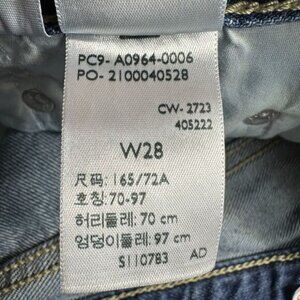 PC9- A0964-0006
PO- 2100040528
CW-2723
405222
W28
尺码: 165/72A
호칭: 70-97
허리둘레: 70 cm
엉덩이둘레: 97 cm
S110783 AD